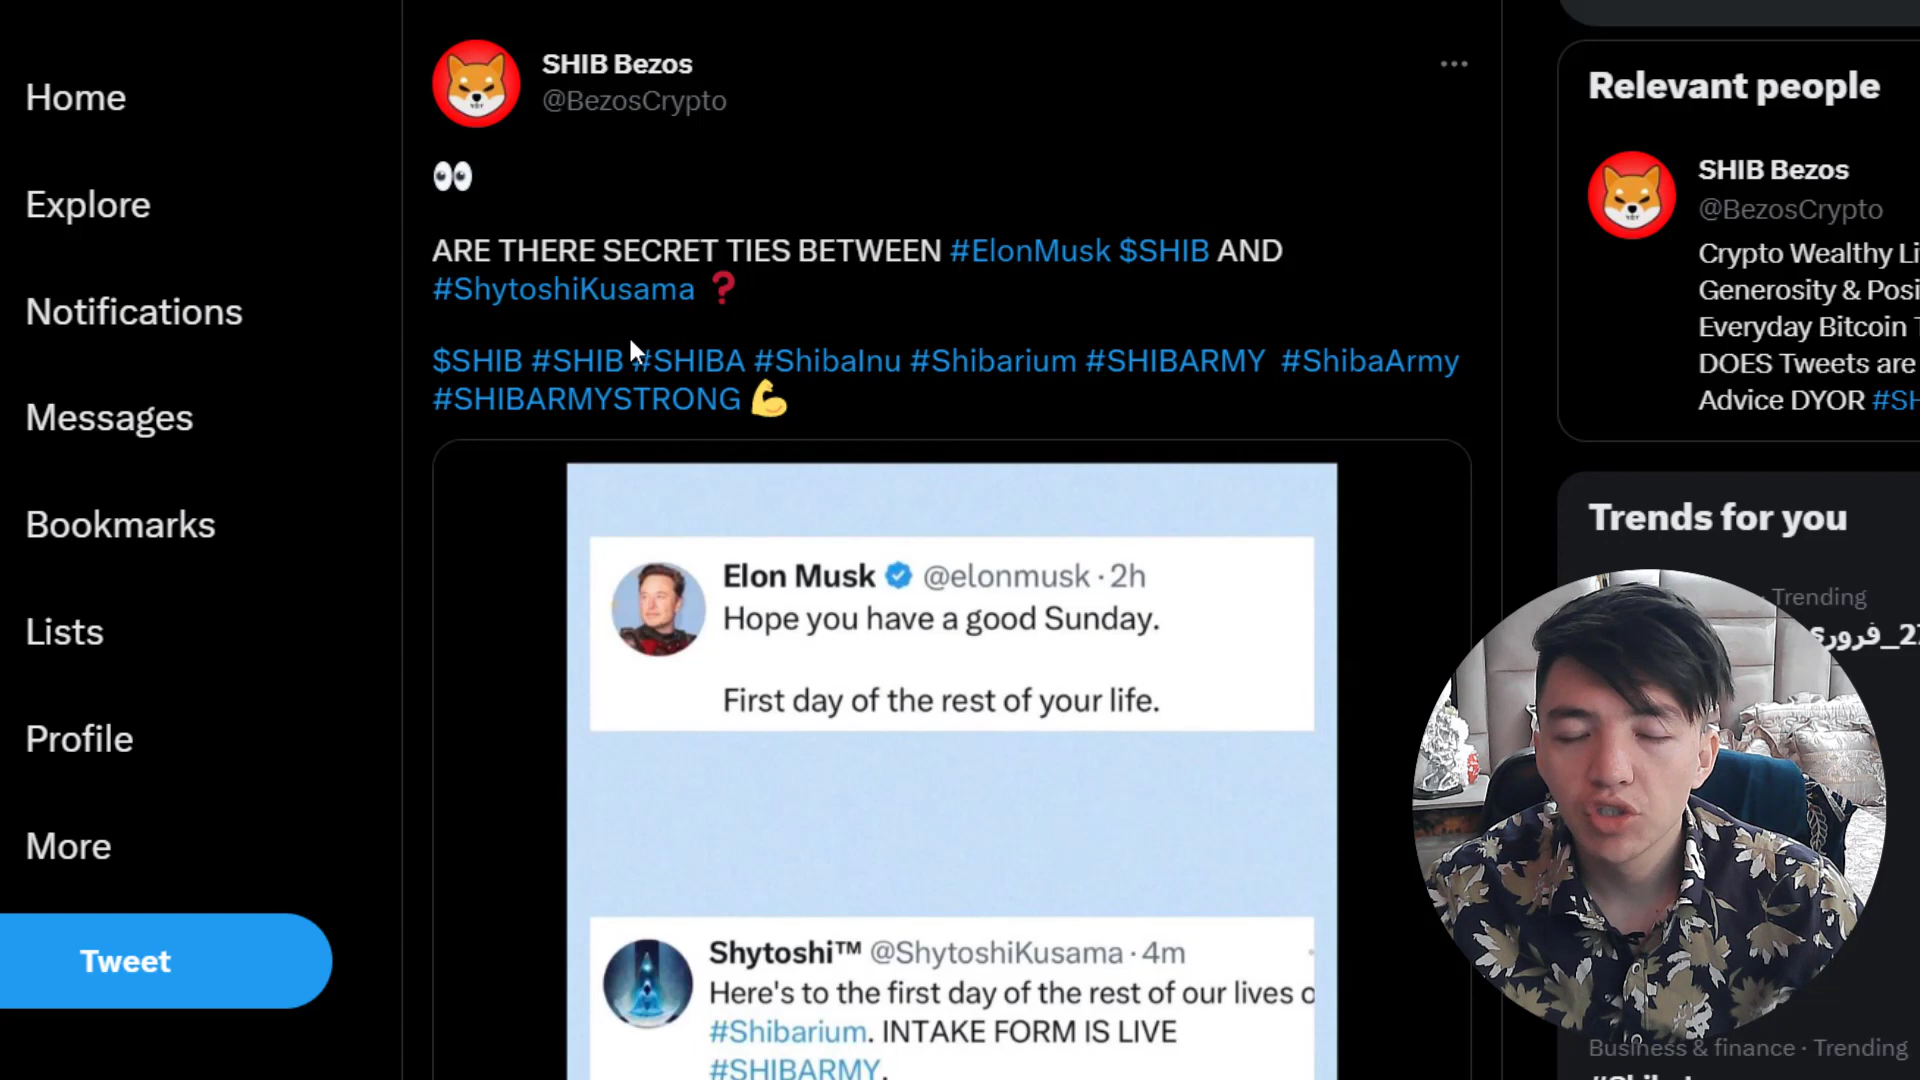 Home
Explore
Notifications
Messages
Bookmarks
Lists
Profile
More
Tweet
SHIB Bezos
@BezosCrypto
ARE THERE SECRET TIES BETWEEN #ElonMusk $SHIB AND
#ShytoshiKusama ❓
$SHIB #SHIB #SHIBA #ShibaInu #Shibarium #SHIBARMY #ShibaArmy
#SHIBARMYSTRONG 💪
Elon Musk @elonmusk · 2h
Hope you have a good Sunday.
First day of the rest of your life.
Shytoshi™ @ShytoshiKusama · 4m
Here's to the first day of the rest of our lives
#Shibarium. INTAKE FORM IS LIVE
#SHIBARMY.
Relevant people
SHIB Bezos
@BezosCrypto
Crypto Wealthy
Generosity &
Everyday Bitcoin
DOES Tweets are
Advice DYOR
Trends for you
Trending
Business & finance · Trending